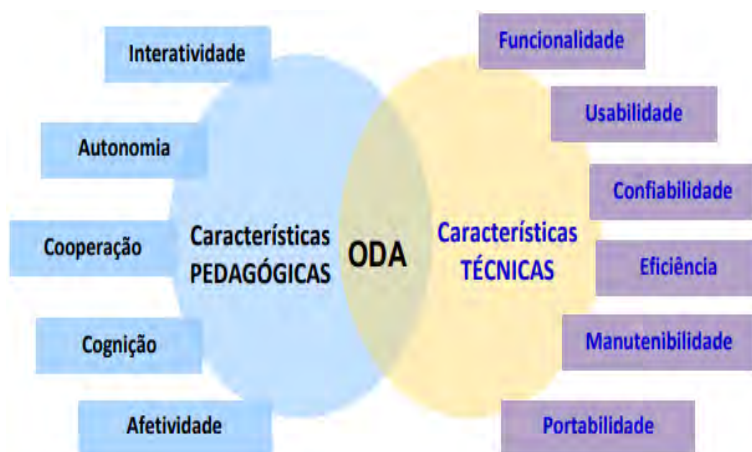 Interatividade
Autonomia
Cooperação
Cognição
Afetividade
Características
PEDAGÓGICAS
ODA
Características
TÉCNICAS
Funcionalidade
Usabilidade
Confiabilidade
Eficiência
Manutenibilidade
Portabilidade